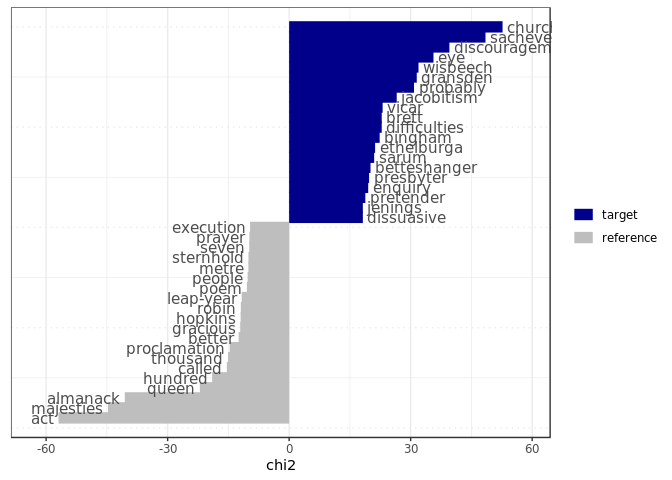 church
sacheve
discouragem
eye
wisbeech
gransden
probably
jacobitism
vicar
brett
difficulties
bingham
ethelburga
sarum
betteshanger
presbyter
enquiry
pretender
jenings
dissuasive
execution
prayer
seven
sternhold
metre
people
poem
leap-year
robin
hopkins
gracious
better
proclamation
thousand
called
hundred
queen
almanack
majesties
act
target
reference
-60 -30 0 30 60
chi2